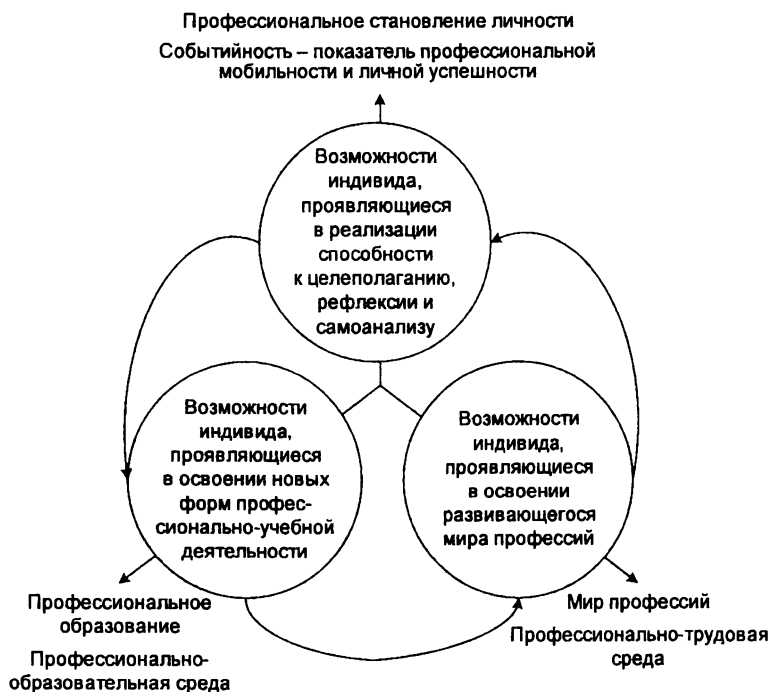 Профессиональное становление личности
Событийность – показатель профессиональной
мобильности и личной успешности
Возможности
индивида,
проявляющиеся
в реализации
способности
к целеполаганию,
рефлексии и
самоанализу
Возможности
индивида,
проявляющиеся
в освоении новых
форм профес-
сионально-учебной
деятельности
Возможности
индивида,
проявляющиеся
в освоении
развивающегося
мира профессий
Профессиональное
образование
Профессионально-
образовательная среда
Мир профессий
Профессионально-трудовая
среда